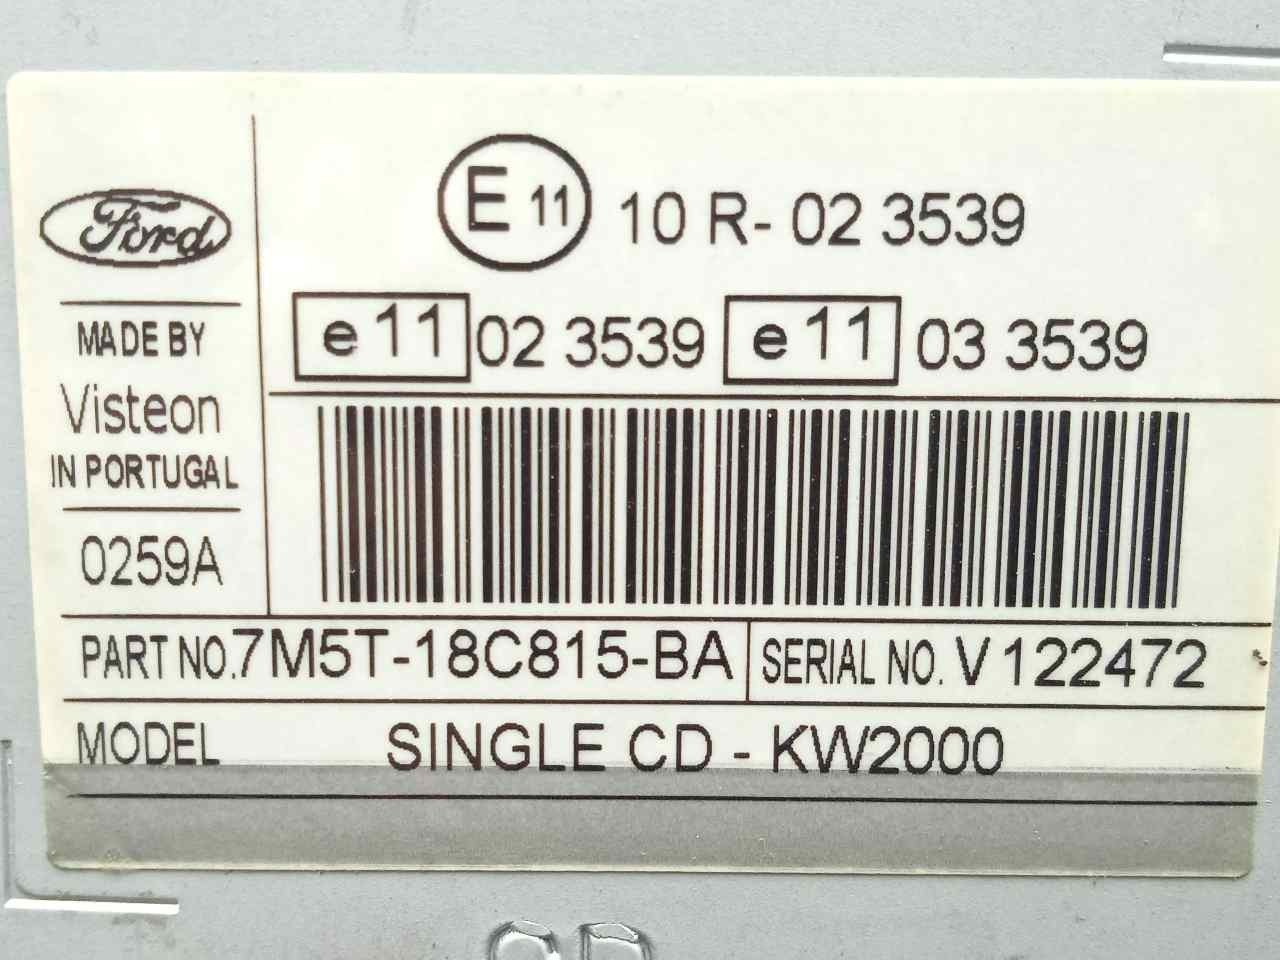 Ford
MADE BY
Visteon
IN PORTUGAL
0259A
E 11 10 R- 02 3539
e 11 02 3539 e 11 03 3539
PART NO. 7M5T-18C815-BA SERIAL NO. V 122472
MODEL SINGLE CD - KW2000
CD